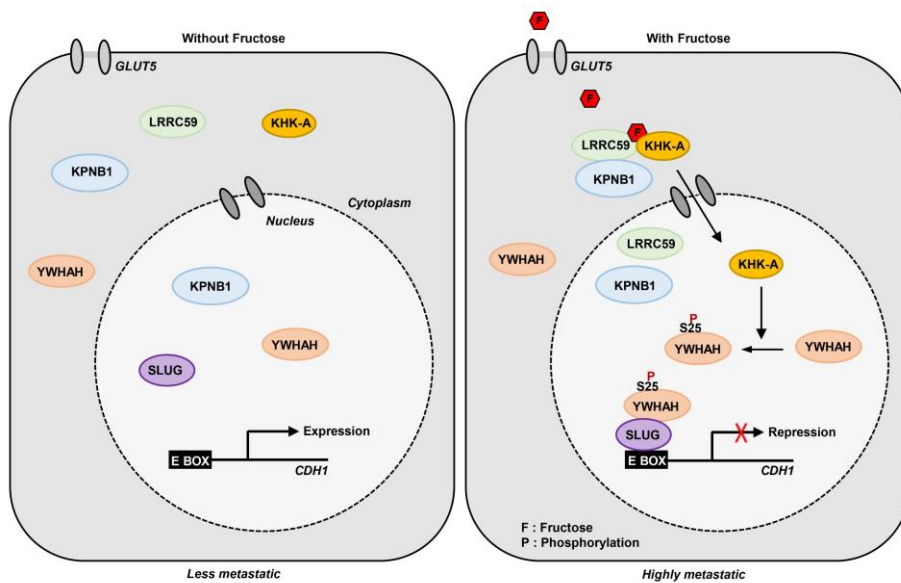 Without Fructose
GLUT5
LRRC59
KHK-A
KPNB1
Cytoplasm
Nucleus
YWHAH
KPNB1
YWHAH
SLUG
Expression
E BOX
CDH1
Less metastatic
F
With Fructose
GLUT5
F
F
LRRC59
KHK-A
KPNB1
LRRC59
YWHAH
KHK-A
KPNB1
P
S25
YWHAH
YWHAH
P
S25
YWHAH
SLUG
Repression
E BOX
CDH1
F : Fructose
P : Phosphorylation
Highly metastatic